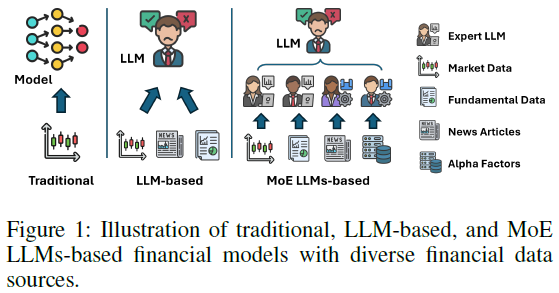 Model
Traditional
LLM
NEWS
LLM-based
LLM
NEWS
MoE LLMs-based
Expert LLM
Market Data
Fundamental Data
NEWS
News Articles
Alpha Factors
Figure 1: Illustration of traditional, LLM-based, and MoE
LLMs-based financial models with diverse financial data
sources.